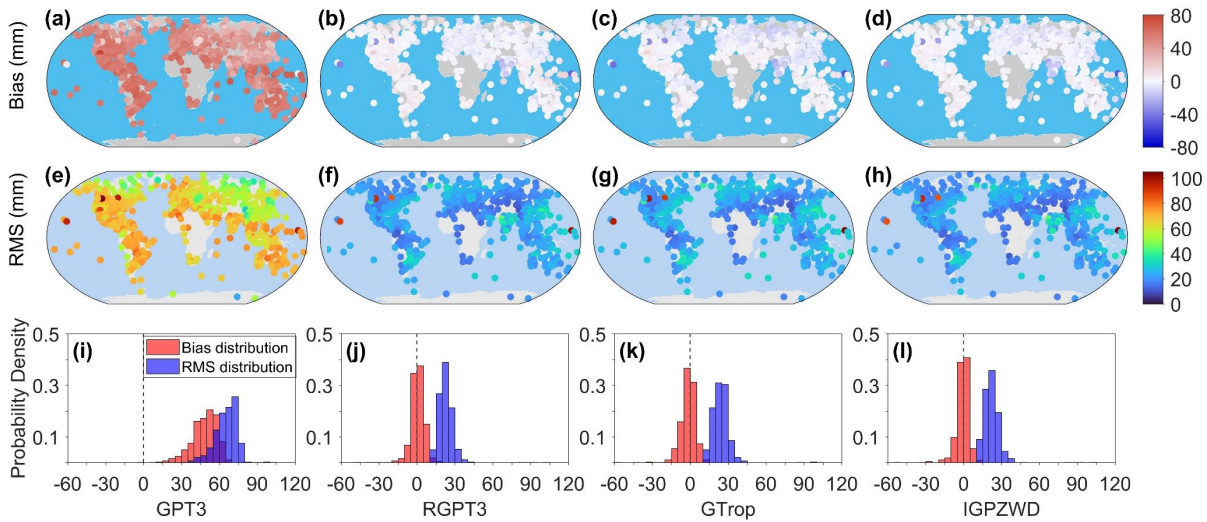 (a) (b) (c) (d)
Bias (mm)
80
40
0
-40
-80
(e) (f) (g) (h)
RMS (mm)
100
80
60
40
20
0
Probability Density
0.5 0.5 0.5 0.5
(i) (j) (k) (l)
Bias distribution
RMS distribution
0.3 0.3 0.3 0.3
0.1 0.1 0.1 0.1
-60 -30 0 30 60 90 120 -60 -30 0 30 60 90 120 -60 -30 0 30 60 90 120 -60 -30 0 30 60 90 120
GPT3 RGPT3 GTrop IGPZWD